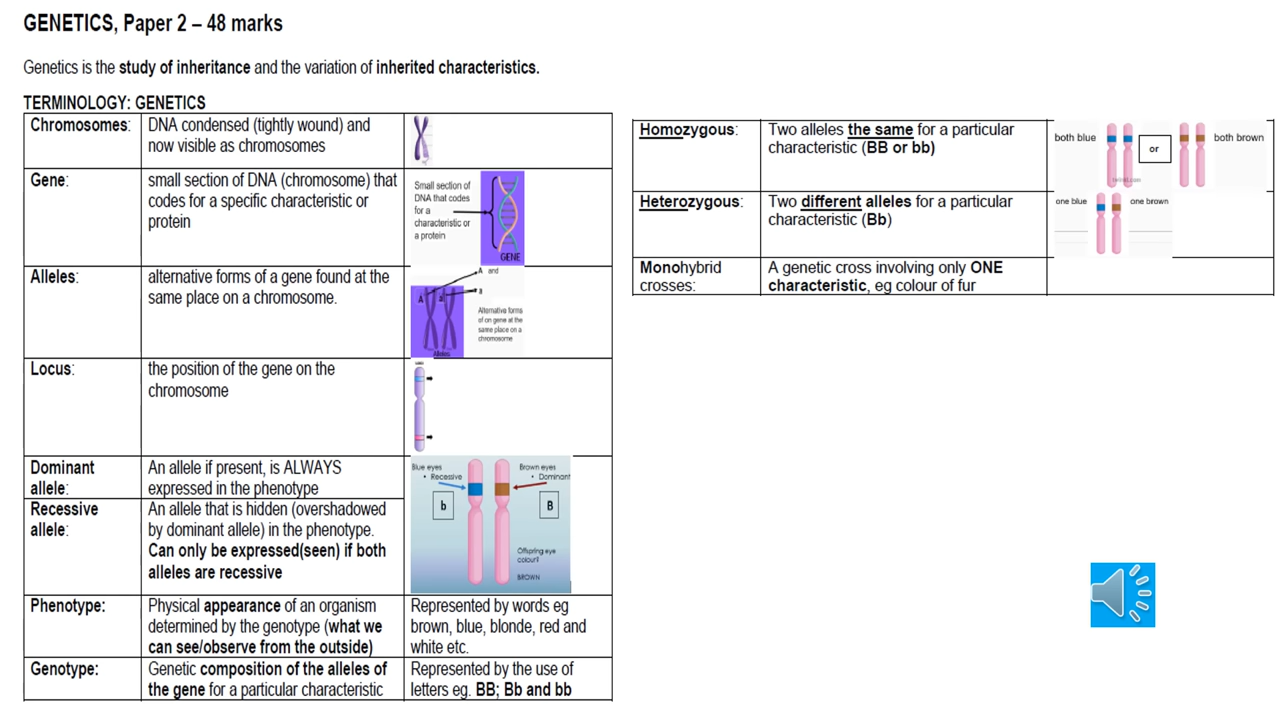 GENETICS, Paper 2 – 48 marks
Genetics is the study of inheritance and the variation of inherited characteristics.
TERMINOLOGY: GENETICS
Chromosomes:
DNA condensed (tightly wound) and
now visible as chromosomes
Gene:
small section of DNA (chromosome) that
codes for a specific characteristic or
protein
Small section of
DNA that codes
for a
characteristic or
a protein
GENE
Alleles:
alternative forms of a gene found at the
same place on a chromosome.
A and
a
A
a
Alternative forms
of on gene at the
same place on a
chromosome
Alleles
Locus:
the position of the gene on the
chromosome
Dominant
allele:
An allele if present, is ALWAYS
expressed in the phenotype
Recessive
allele:
An allele that is hidden (overshadowed
by dominant allele) in the phenotype.
Can only be expressed(seen) if both
alleles are recessive
Blue eyes
• Recessive
Brown eyes
• Dominant
b
B
Offspring eye
colour?
BROWN
Phenotype:
Physical appearance of an organism
determined by the genotype (what we
can see/observe from the outside)
Represented by words eg
brown, blue, blonde, red and
white etc.
Genotype:
Genetic composition of the alleles of
the gene for a particular characteristic
Represented by the use of
letters eg. BB; Bb and bb
Homozygous:
Two alleles the same for a particular
characteristic (BB or bb)
both blue
or
both brown
Heterozygous:
Two different alleles for a particular
characteristic (Bb)
one blue
one brown
Monohybrid
crosses:
A genetic cross involving only ONE
characteristic, eg colour of fur